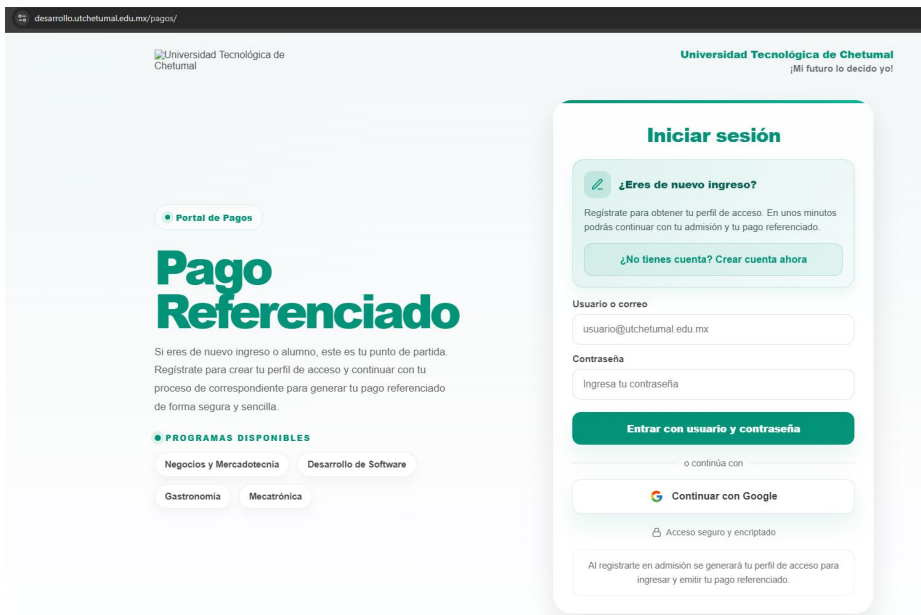 desarrollo.utchetumal.edu.mx/pagos/
Universidad Tecnológica de
Chetumal
Universidad Tecnológica de Chetumal
¡Mi futuro lo decido yo!
Portal de Pagos
Pago
Referenciado
Si eres de nuevo ingreso o alumno, este es tu punto de partida.
Regístrate para crear tu perfil de acceso y continuar con tu
proceso de correspondiente para generar tu pago referenciado
de forma segura y sencilla.
PROGRAMAS DISPONIBLES
Negocios y Mercadotecnia
Desarrollo de Software
Gastronomía
Mecatrónica
Iniciar sesión
¿Eres de nuevo ingreso?
Regístrate para obtener tu perfil de acceso. En unos minutos
podrás continuar con tu admisión y tu pago referenciado.
¿No tienes cuenta? Crear cuenta ahora
Usuario o correo
usuario@utchetumal.edu.mx
Contraseña
Ingresa tu contraseña
Entrar con usuario y contraseña
o continúa con
Continuar con Google
Acceso seguro y encriptado
Al registrarte en admisión se generará tu perfil de acceso para
ingresar y emitir tu pago referenciado.